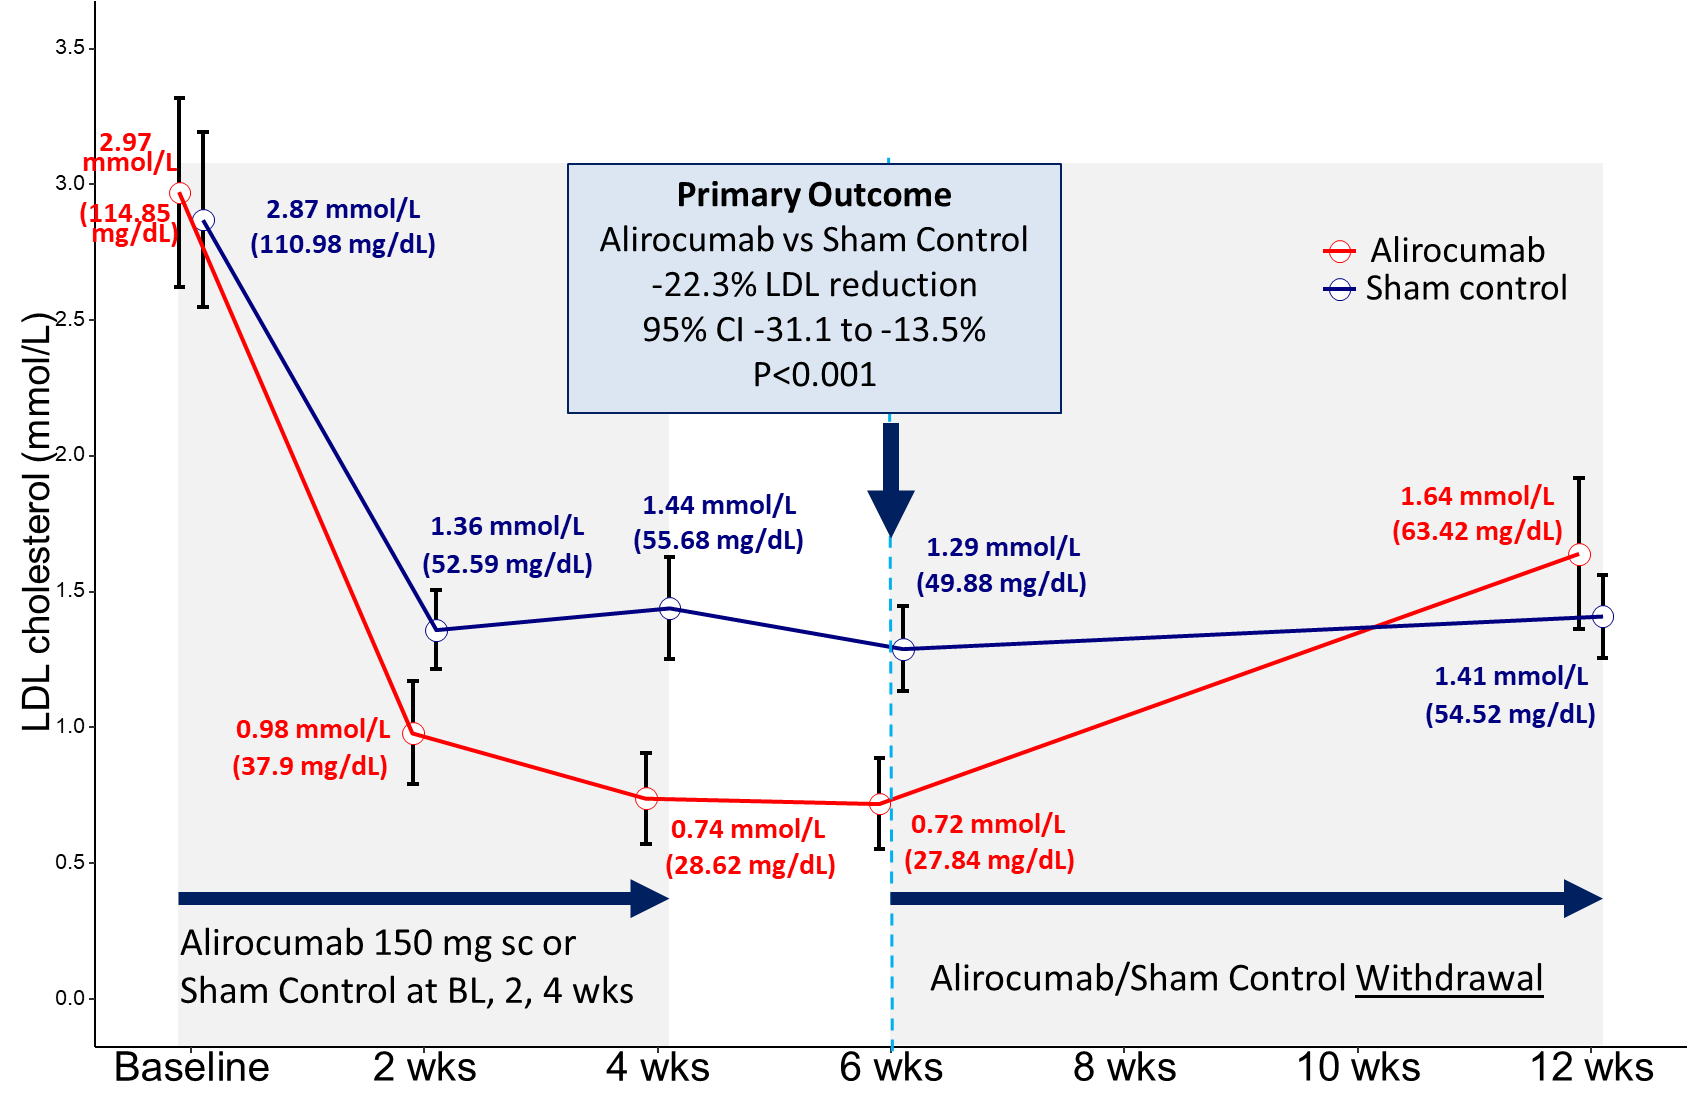 3.5
3.0
2.5
2.0
1.5
1.0
0.5
0.0
LDL cholesterol (mmol/L)
2.97
mmol/L
(114.85
mg/dL)
2.87 mmol/L
(110.98 mg/dL)
Primary Outcome
Alirocumab vs Sham Control
-22.3% LDL reduction
95% CI -31.1 to -13.5%
P<0.001
Alirocumab
Sham control
1.36 mmol/L
(52.59 mg/dL)
1.44 mmol/L
(55.68 mg/dL)
1.29 mmol/L
(49.88 mg/dL)
1.64 mmol/L
(63.42 mg/dL)
1.41 mmol/L
(54.52 mg/dL)
0.98 mmol/L
(37.9 mg/dL)
0.74 mmol/L
(28.62 mg/dL)
0.72 mmol/L
(27.84 mg/dL)
Alirocumab 150 mg sc or
Sham Control at BL, 2, 4 wks
Alirocumab/Sham Control Withdrawal
Baseline
2 wks
4 wks
6 wks
8 wks
10 wks
12 wks